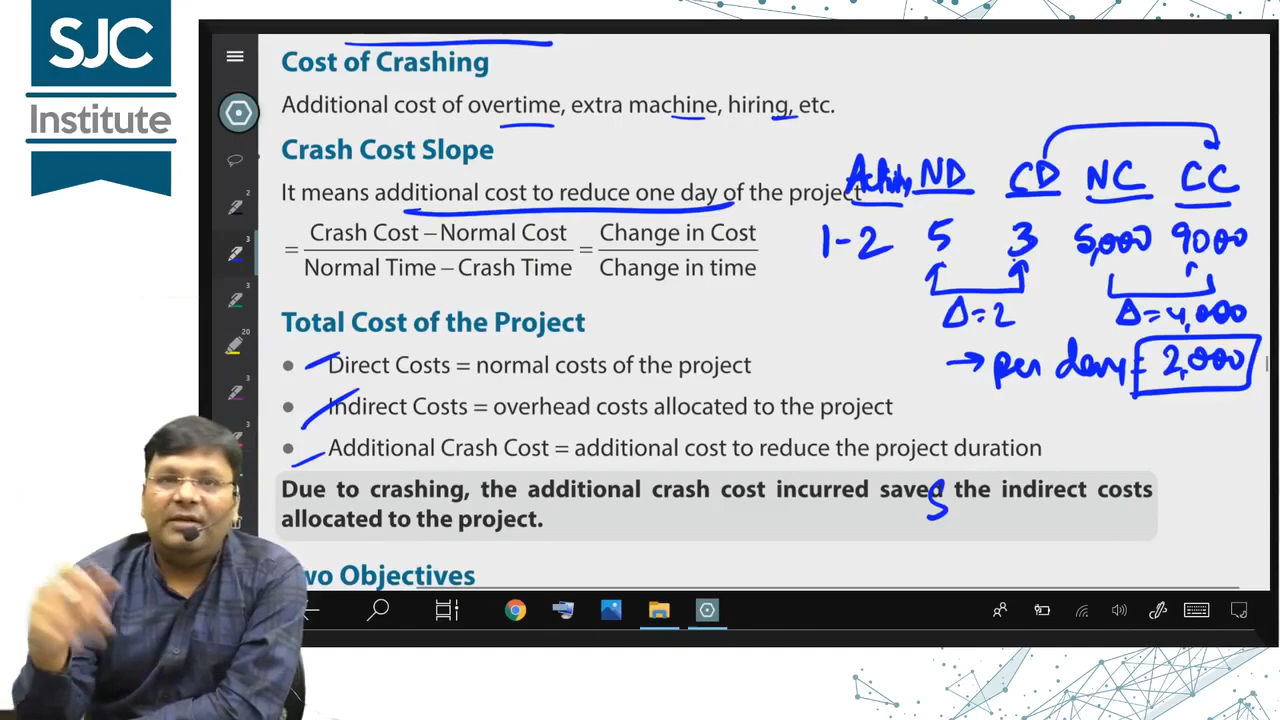 SJC
Institute
Cost of Crashing
Additional cost of overtime, extra machine, hiring, etc.
Crash Cost Slope
It means additional cost to reduce one day of the project
= Crash Cost – Normal Cost / Normal Time – Crash Time = Change in Cost / Change in time
Total Cost of the Project
• Direct Costs = normal costs of the project
• Indirect Costs = overhead costs allocated to the project
• Additional Crash Cost = additional cost to reduce the project duration
Due to crashing, the additional crash cost incurred saves the indirect costs
allocated to the project.
wo Objectives
Activity ND CD NC CC
1-2 5 3 5,000 9000
Δ=2 Δ=4,000
→ per day = 2,000